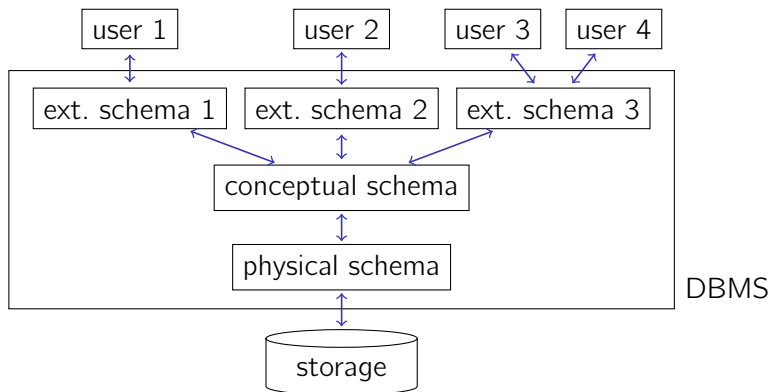 user 1
user 2
user 3
user 4
ext. schema 1
ext. schema 2
ext. schema 3
conceptual schema
physical schema
DBMS
storage